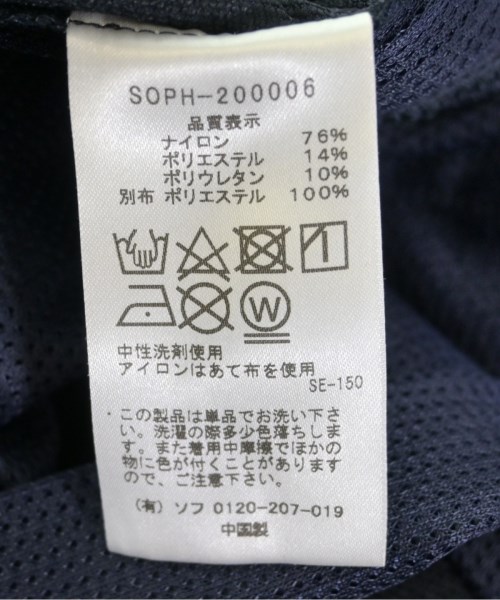 SOPH-200006
品質表示
ナイロン 76%
ポリエステル 14%
ポリウレタン 10%
別布 ポリエステル 100%
W
中性洗剤使用
アイロンはあて布を使用
SE-150
・この製品は単品でお洗い下さ
い。洗濯の際多少色落ちしま
す。また着用中摩擦でほかの
物に色が付くことがあります
ので、ご注意下さい。
(有) ソフ 0120-207-019
中国製